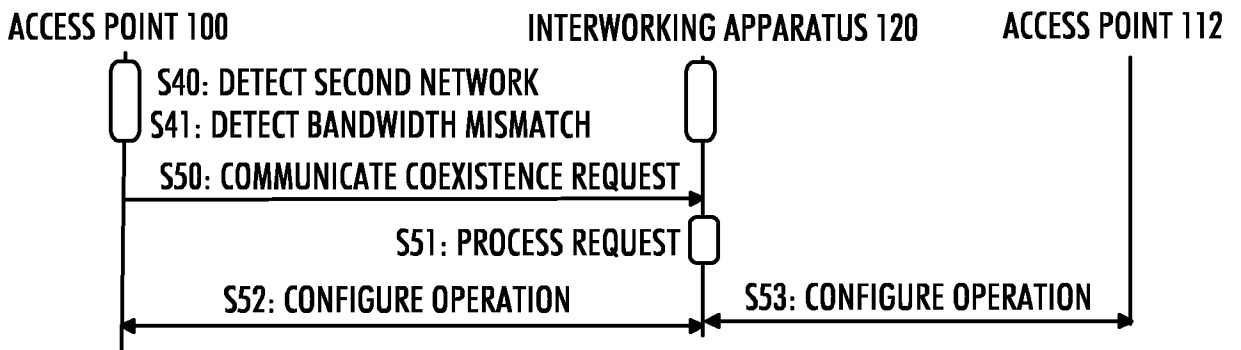 ACCESS POINT 100
INTERWORKING APPARATUS 120
ACCESS POINT 112
S40: DETECT SECOND NETWORK
S41: DETECT BANDWIDTH MISMATCH
S50: COMMUNICATE COEXISTENCE REQUEST
S51: PROCESS REQUEST
S52: CONFIGURE OPERATION
S53: CONFIGURE OPERATION